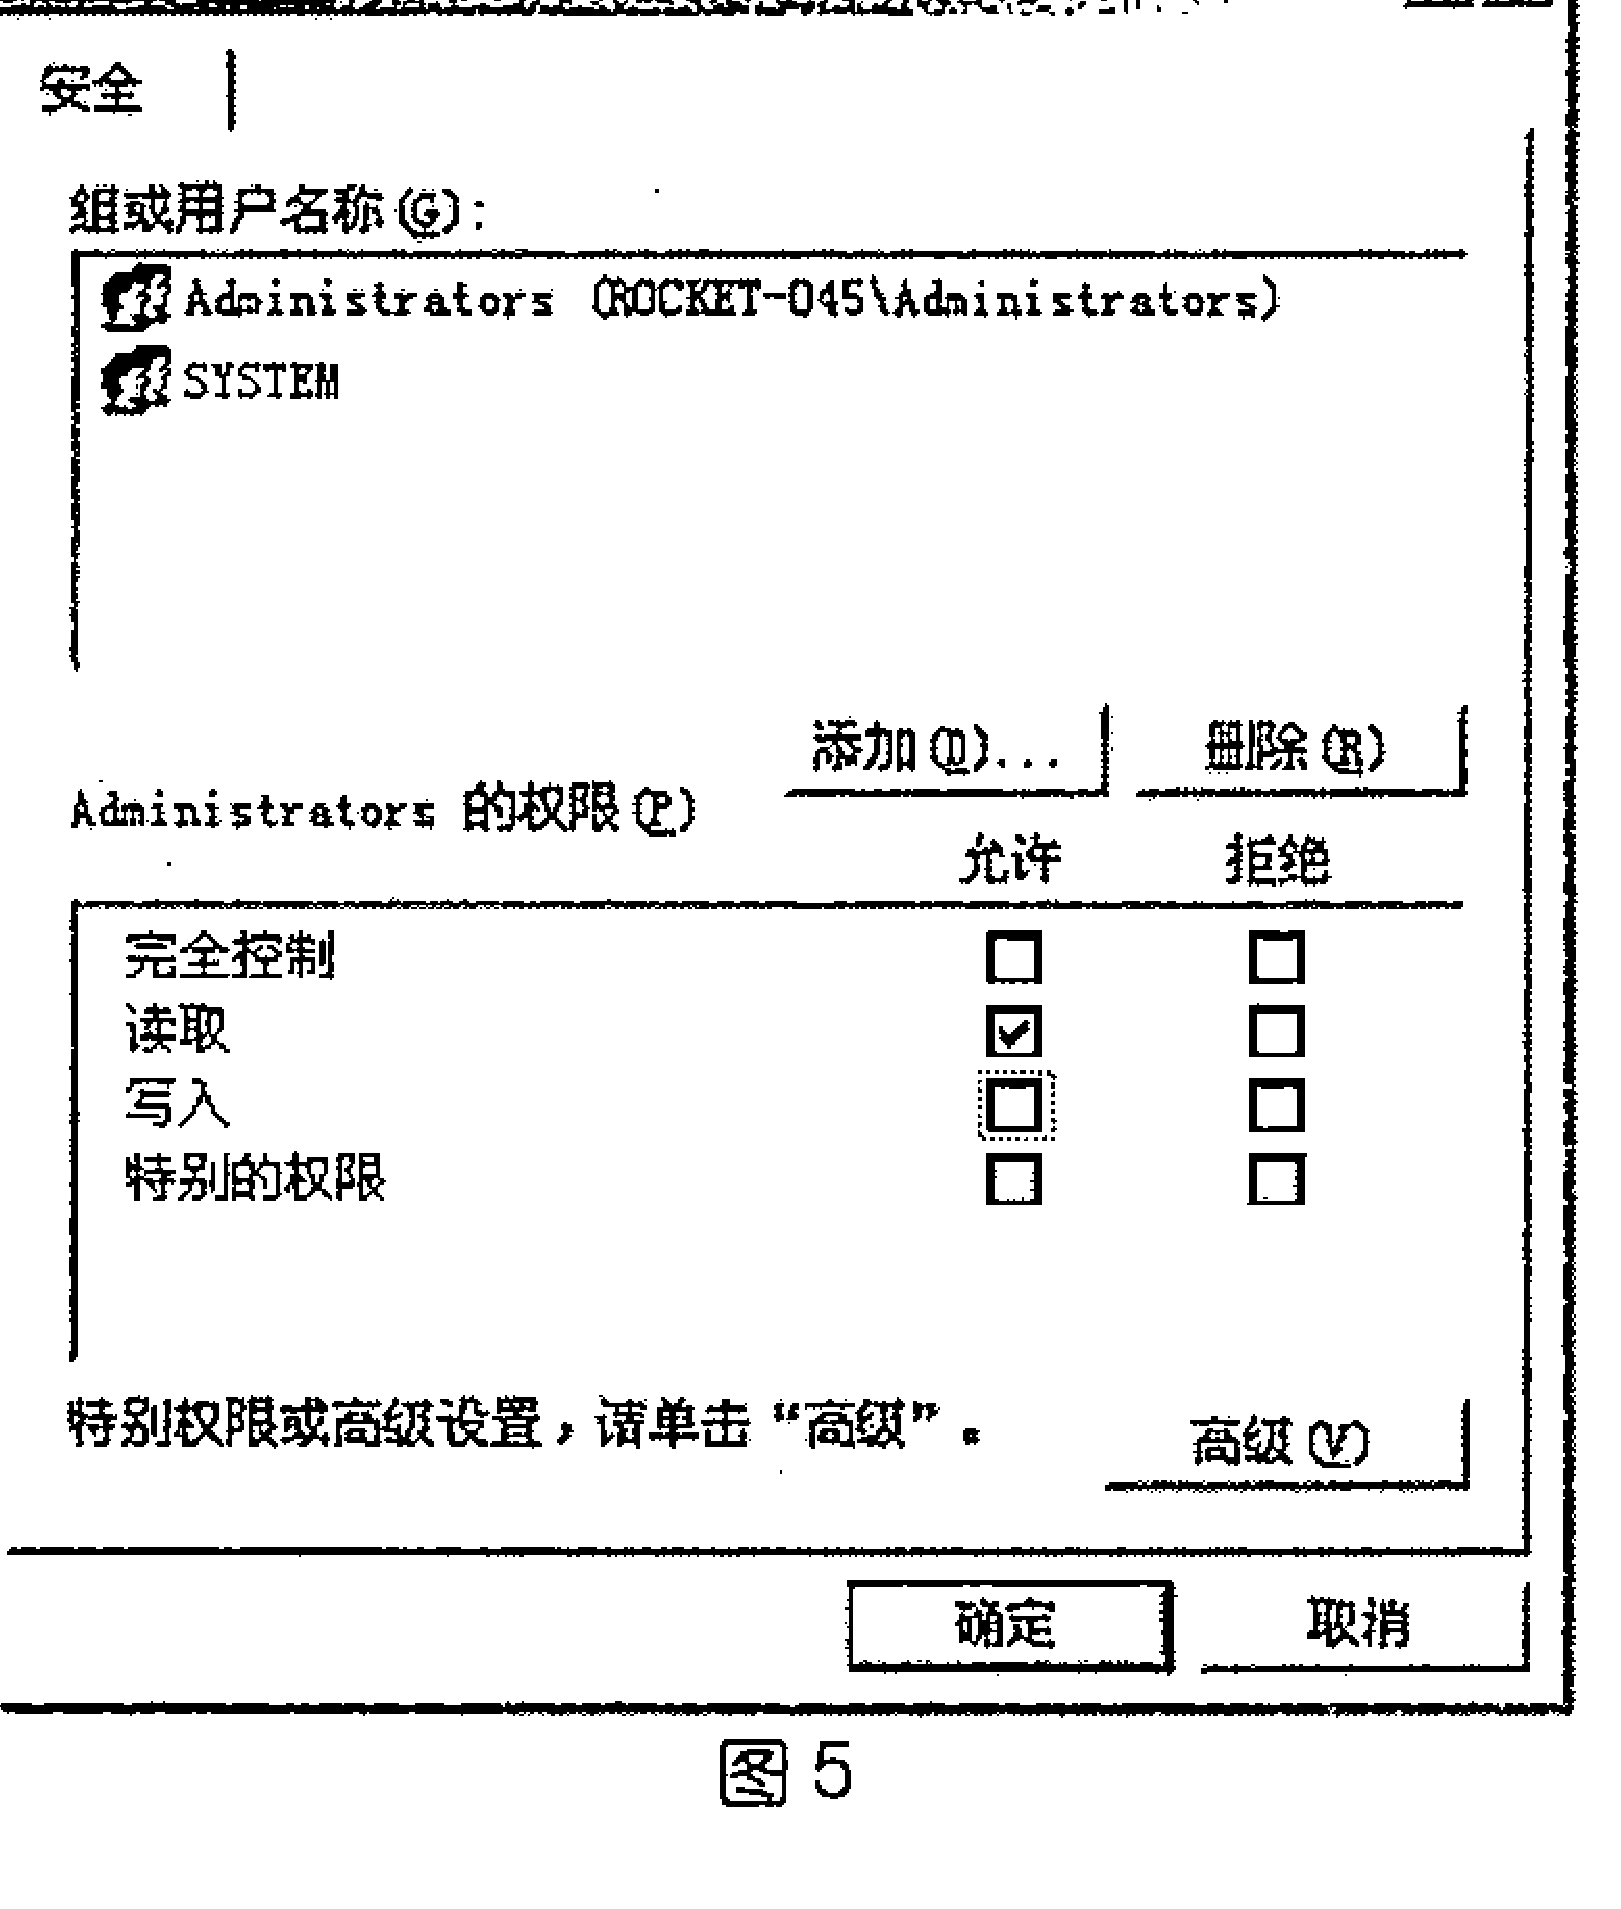 安全
组或用户名称(G):
Administrators (ROCKET-045\Administrators)
SYSTEM
添加(D)... 删除(R)
Administrators 的权限(P)
允许 拒绝
完全控制
读取
写入
特别的权限
特别权限或高级设置，请单击“高级”。
高级(V)
确定 取消
图 5